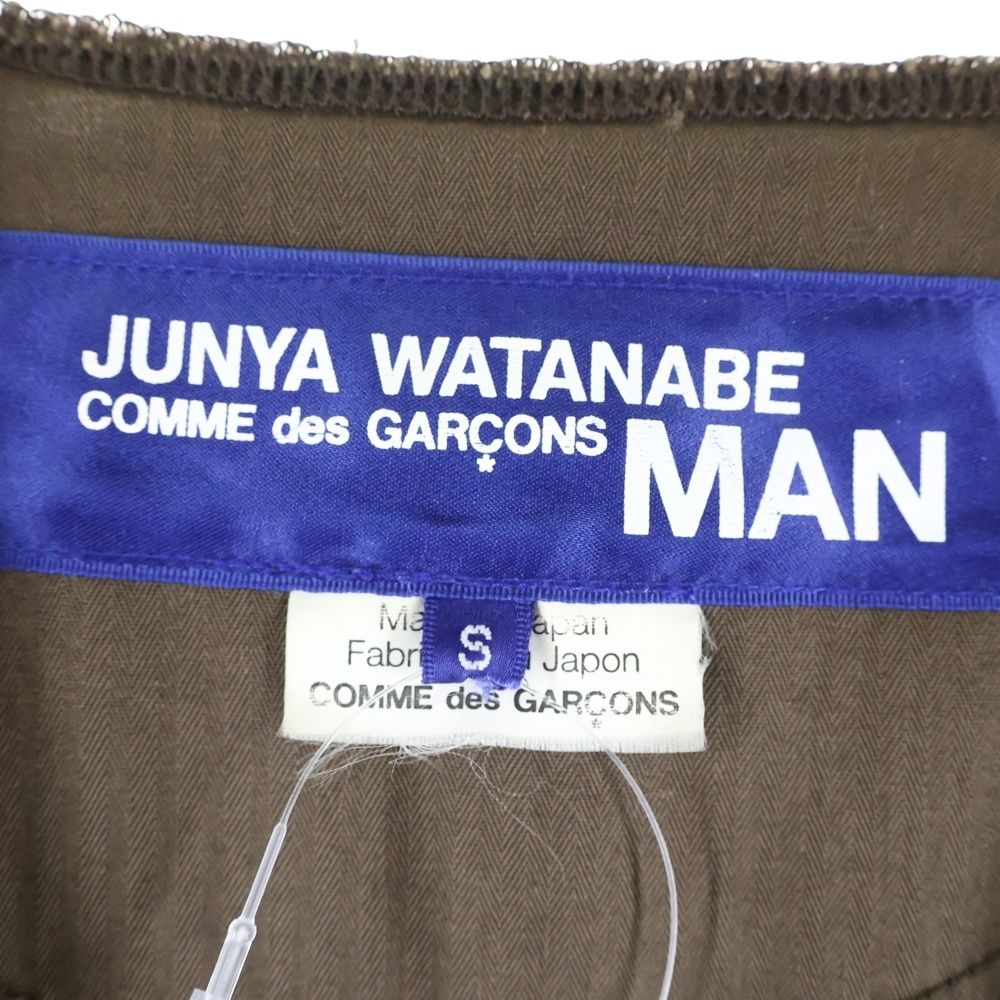 JUNYA WATANABE
COMME des GARÇONS MAN
*
S
Japon
COMME des GARÇONS
*